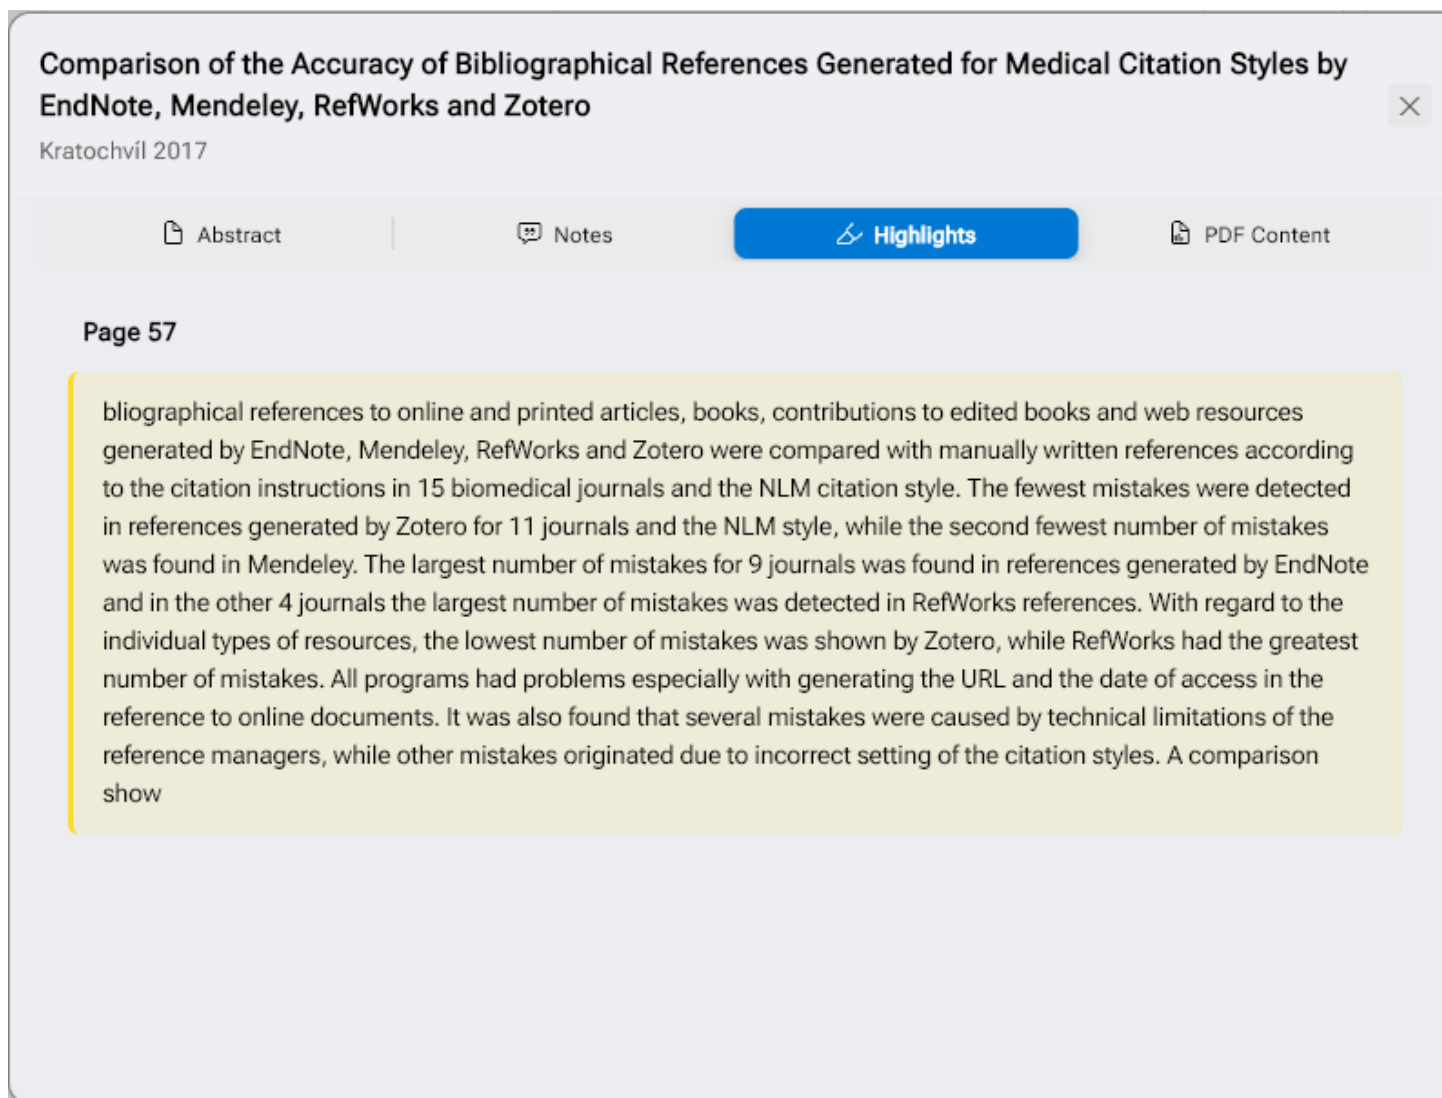 Comparison of the Accuracy of Bibliographical References Generated for Medical Citation Styles by
EndNote, Mendeley, RefWorks and Zotero
Kratochvíl 2017
Abstract
Notes
Highlights
PDF Content
Page 57
bliographical references to online and printed articles, books, contributions to edited books and web resources
generated by EndNote, Mendeley, RefWorks and Zotero were compared with manually written references according
to the citation instructions in 15 biomedical journals and the NLM citation style. The fewest mistakes were detected
in references generated by Zotero for 11 journals and the NLM style, while the second fewest number of mistakes
was found in Mendeley. The largest number of mistakes for 9 journals was found in references generated by EndNote
and in the other 4 journals the largest number of mistakes was detected in RefWorks references. With regard to the
individual types of resources, the lowest number of mistakes was shown by Zotero, while RefWorks had the greatest
number of mistakes. All programs had problems especially with generating the URL and the date of access in the
reference to online documents. It was also found that several mistakes were caused by technical limitations of the
reference managers, while other mistakes originated due to incorrect setting of the citation styles. A comparison
show